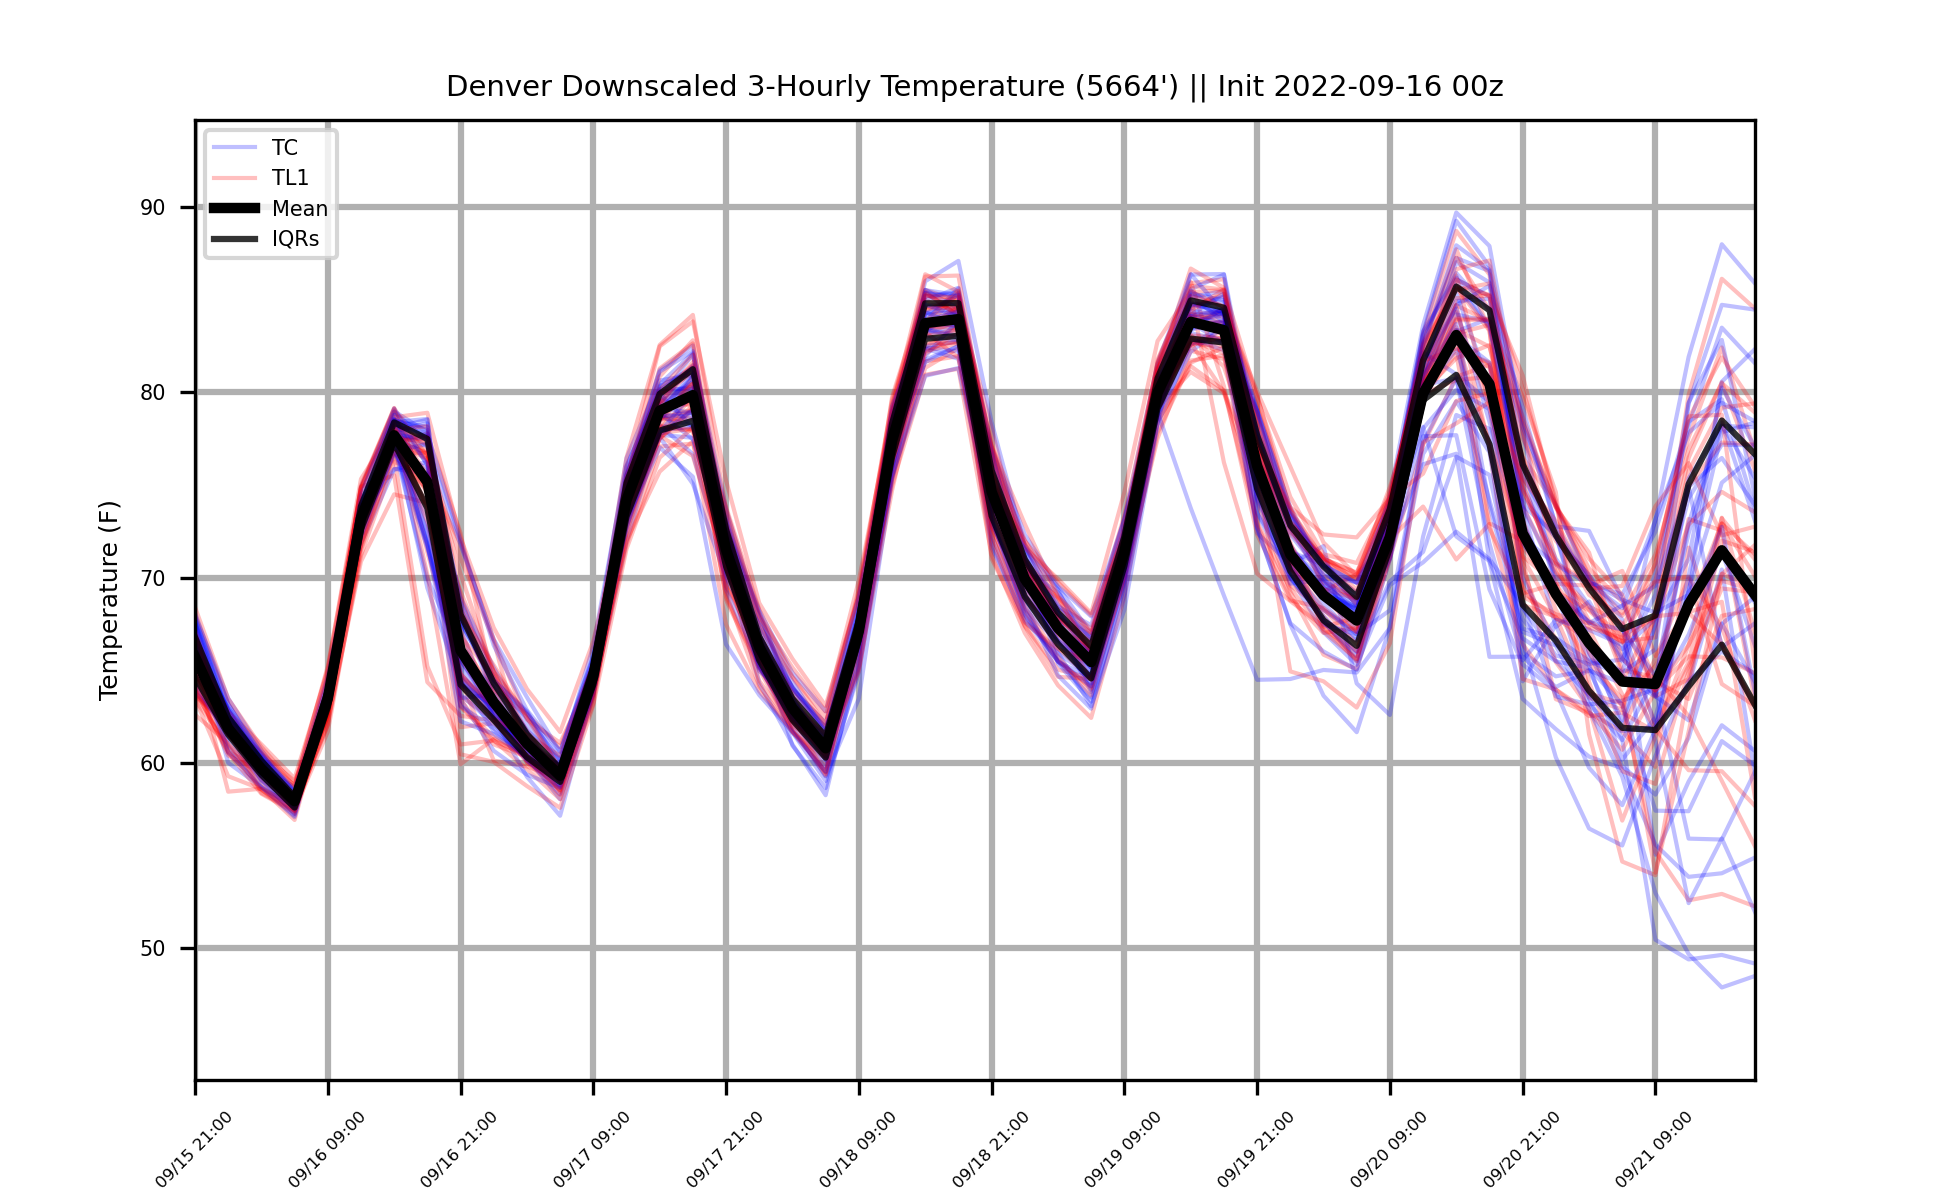 Denver Downscaled 3-Hourly Temperature (5664') || Init 2022-09-16 00z
TC
TL1
Mean
IQRs
Temperature (F)
90
80
70
60
50
09/15 21:00
09/16 09:00
09/16 21:00
09/17 09:00
09/17 21:00
09/18 09:00
09/18 21:00
09/19 09:00
09/19 21:00
09/20 09:00
09/20 21:00
09/21 09:00